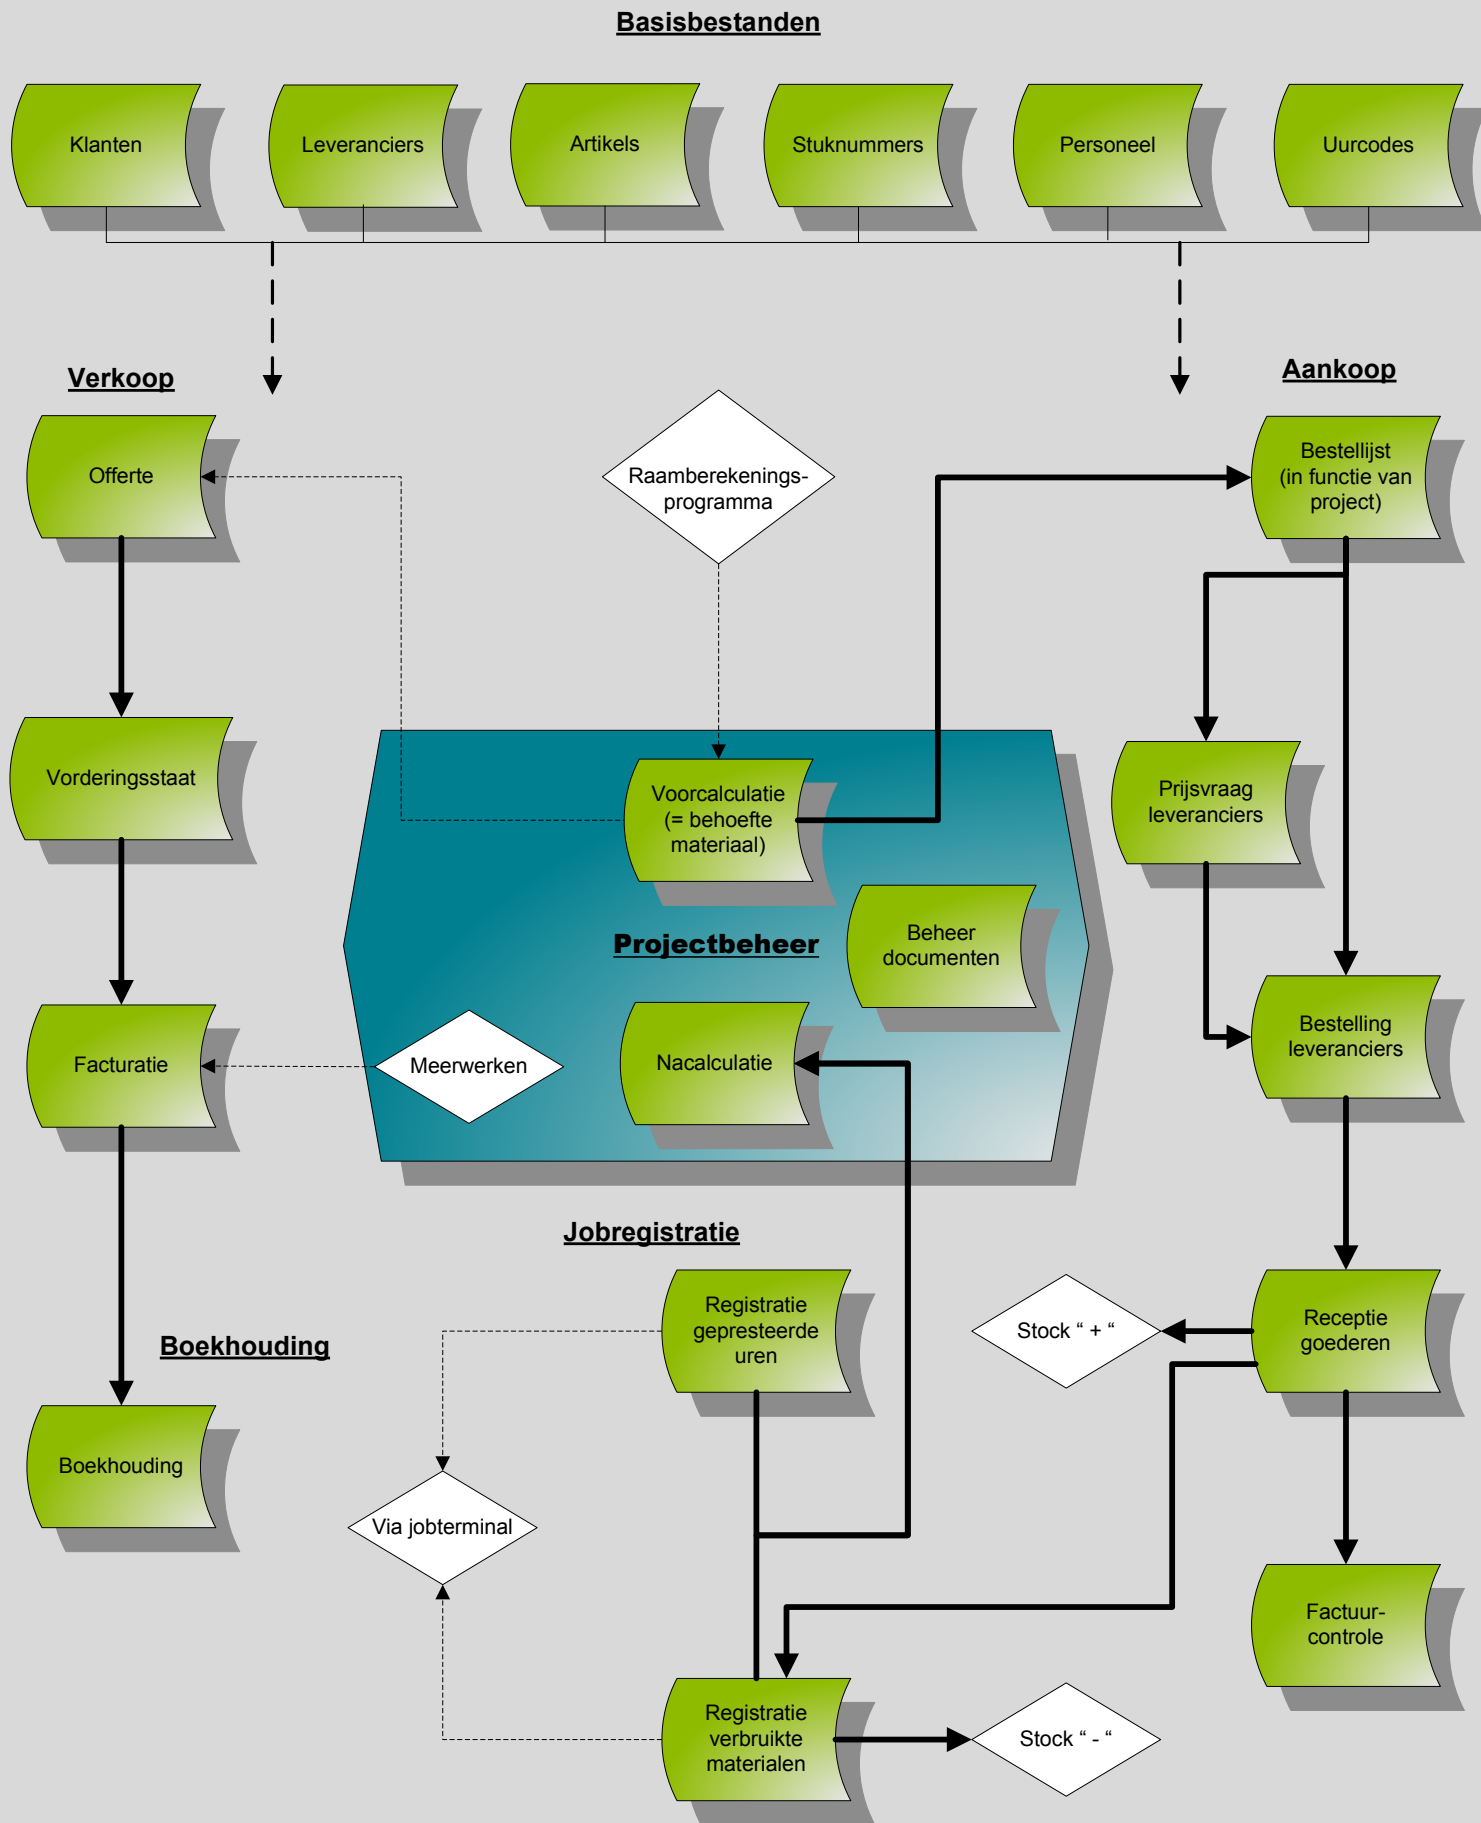 Basisbestanden
Klanten
Leveranciers
Artikels
Stuknummers
Personeel
Uurcodes
Verkoop
Aankoop
Offerte
Raamberekenings-
programma
Bestellijst
(in functie van
project)
Vorderingsstaat
Voorcalculatie
(= behoefte
materiaal)
Prijsvraag
leveranciers
Projectbeheer
Beheer
documenten
Facturatie
Meerwerken
Nacalculatie
Bestelling
leveranciers
Jobregistratie
Registratie
gepresteerde
uren
Stock “ + “
Receptie
goederen
Boekhouding
Boekhouding
Via jobterminal
Factuur-
controle
Registratie
verbruikte
materialen
Stock “ - “